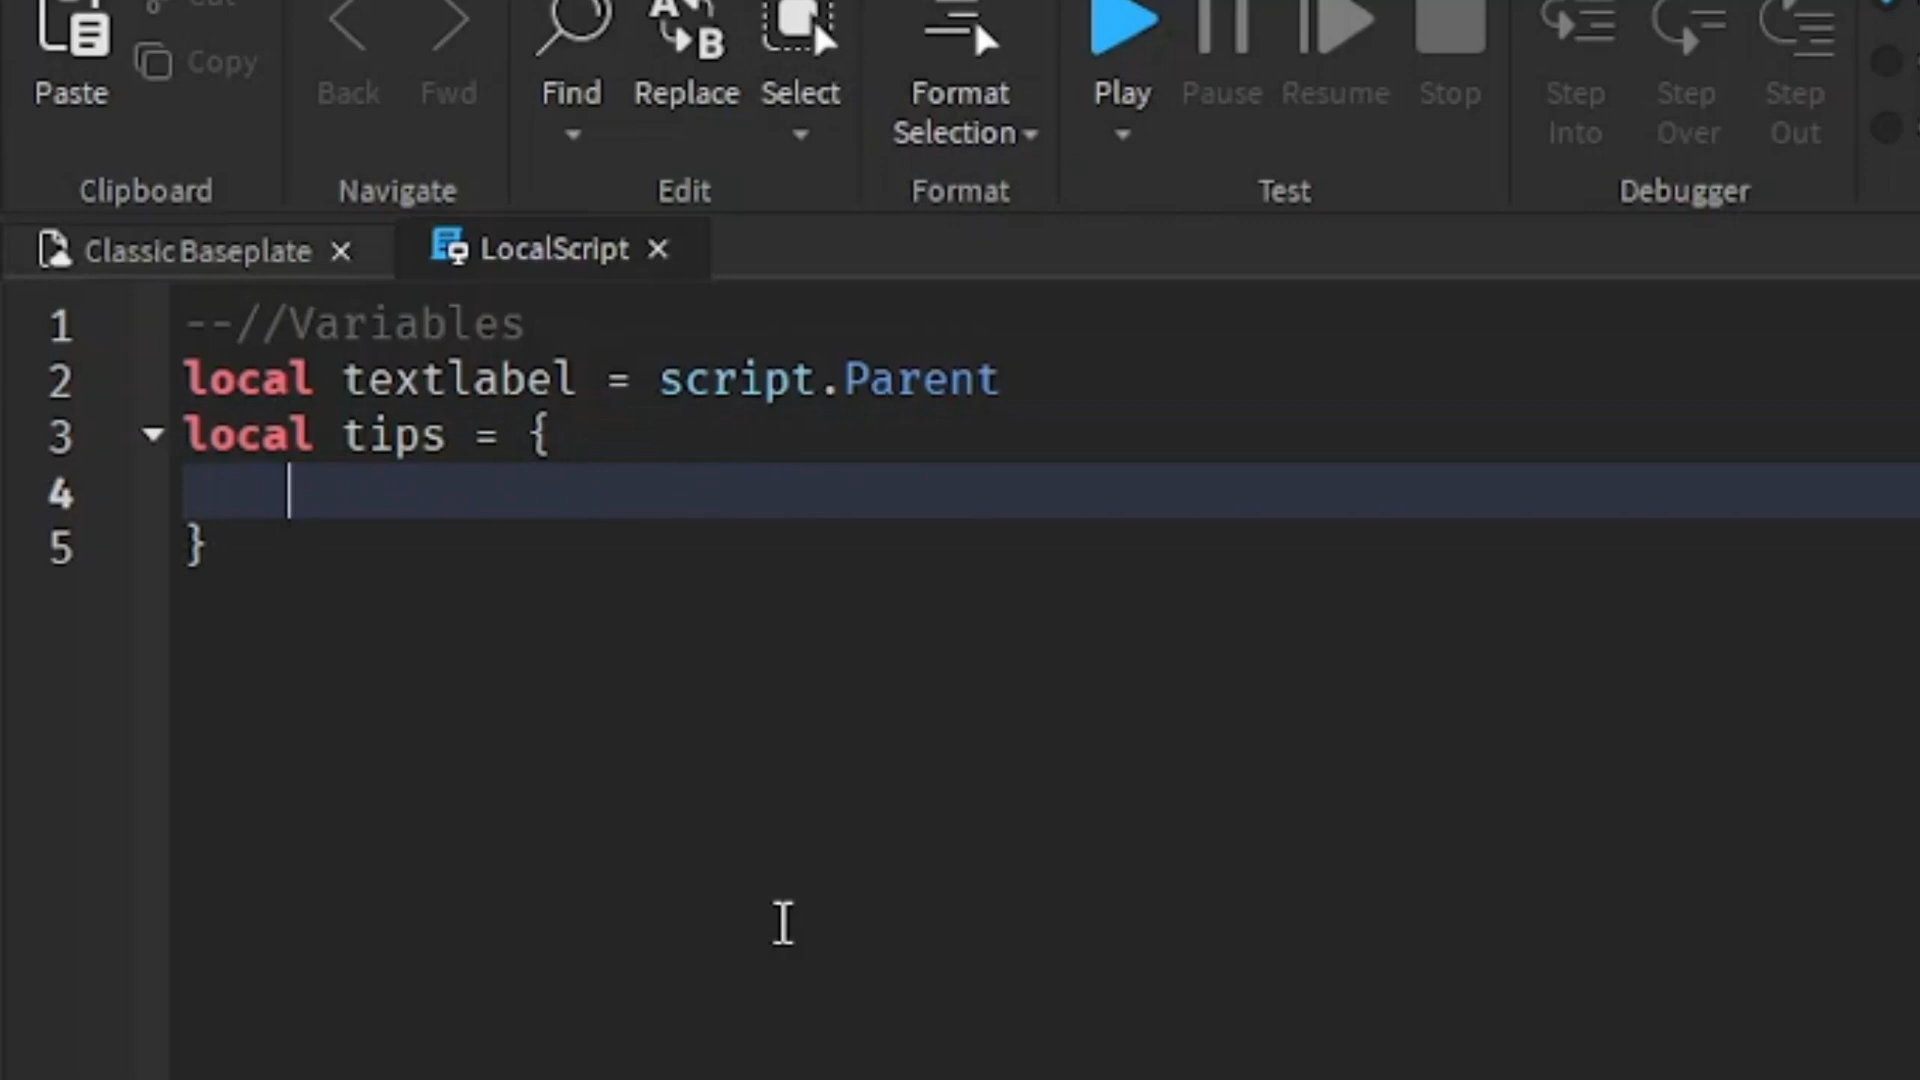 Cut
Copy
Paste
Back
Fwd
Find
Replace
Select
Format
Selection
Play
Pause
Resume
Stop
Step
Into
Step
Over
Step
Out
Clipboard
Navigate
Edit
Format
Test
Debugger
Classic Baseplate
LocalScript
1 --//Variables
2 local textlabel = script.Parent
3 local tips = {
4
5 }